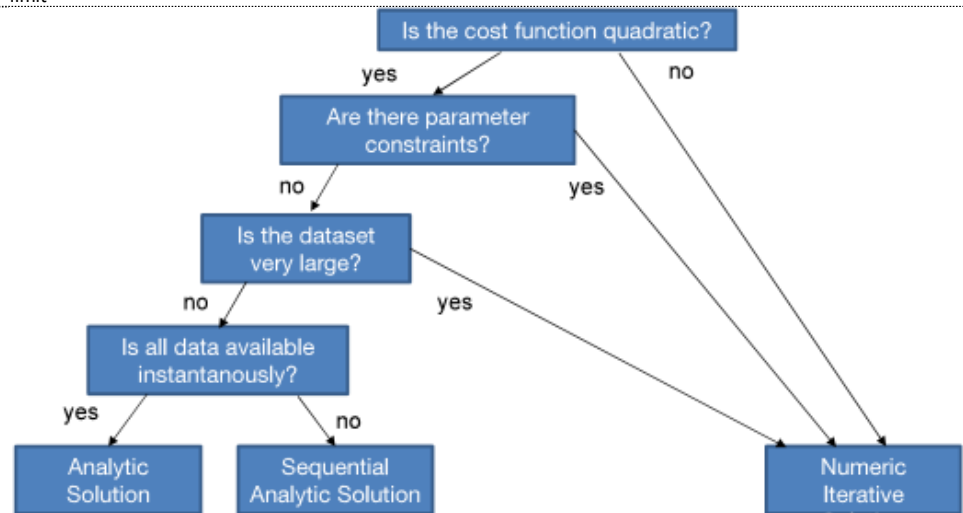 Is the cost function quadratic?
yes
no
Are there parameter
constraints?
no
yes
Is the dataset
very large?
no
yes
Is all data available
instantanously?
yes
no
Analytic
Solution
Sequential
Analytic Solution
Numeric
Iterative